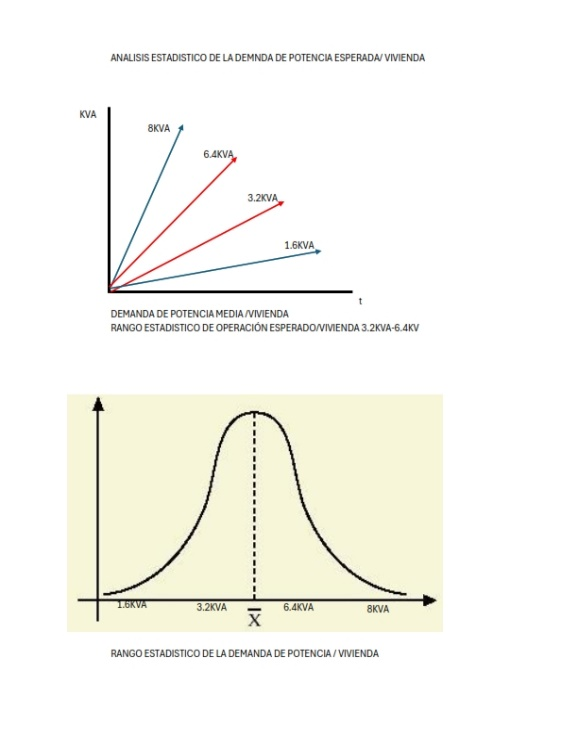 ANALISIS ESTADISTICO DE LA DEMNDA DE POTENCIA ESPERADA/ VIVIENDA
KVA
8KVA
6.4KVA
3.2KVA
1.6KVA
t
DEMANDA DE POTENCIA MEDIA /VIVIENDA
RANGO ESTADISTICO DE OPERACIÓN ESPERADO/VIVIENDA 3.2KVA-6.4KV
1.6KVA 3.2KVA 6.4KVA 8KVA
X̅
RANGO ESTADISTICO DE LA DEMANDA DE POTENCIA / VIVIENDA